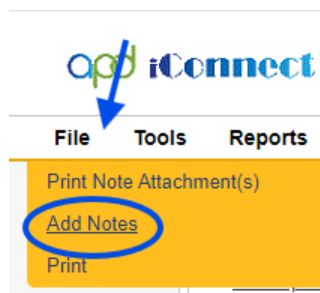 apd iConnect
File Tools Reports
Print Note Attachment(s)
Add Notes
Print